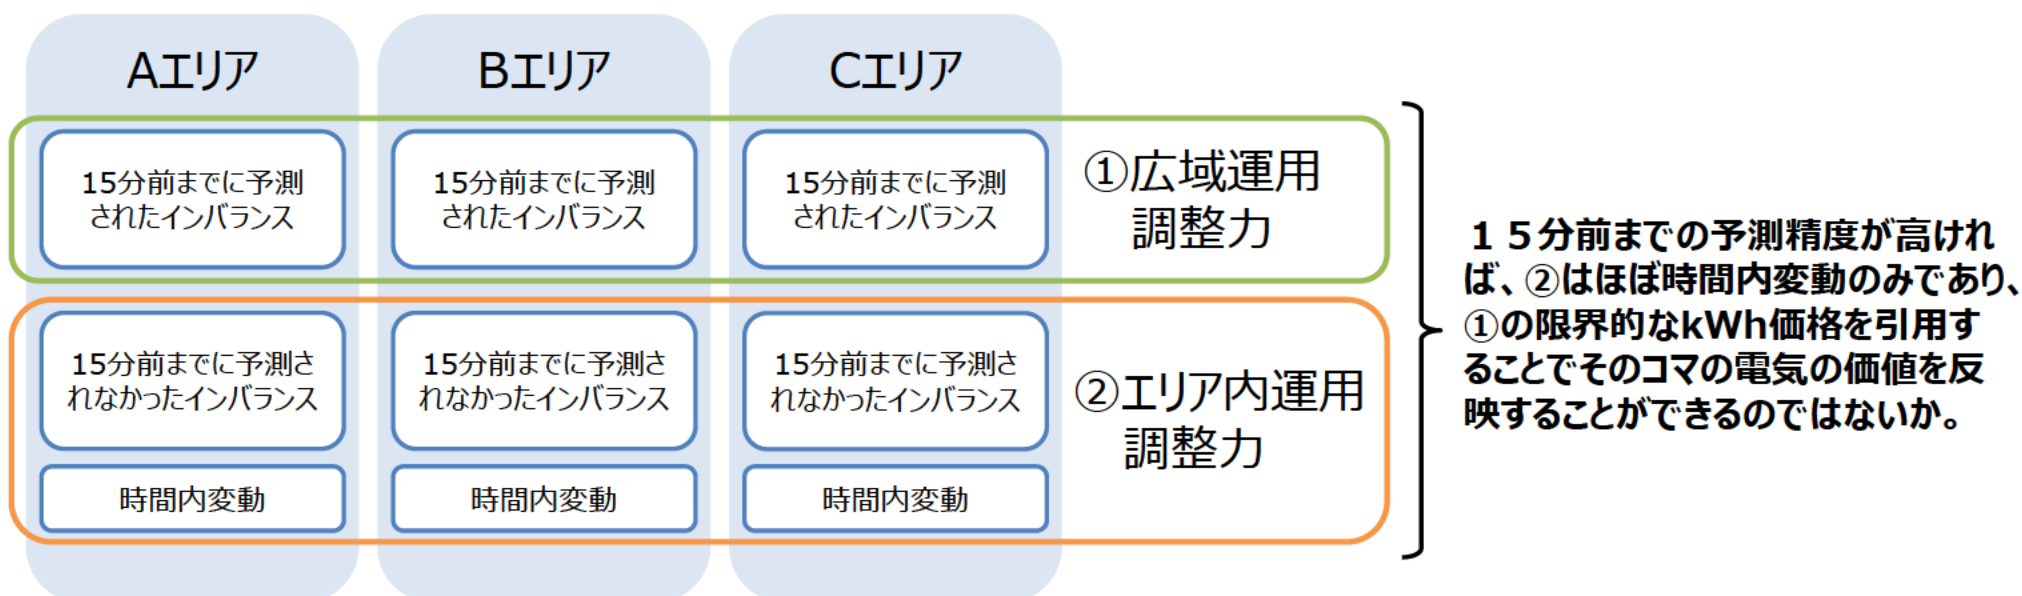 Aエリア
Bエリア
Cエリア
15分前までに予測
されたインバランス
15分前までに予測
されたインバランス
15分前までに予測
されたインバランス
①広域運用
調整力
15分前までに予測さ
れなかったインバランス
15分前までに予測さ
れなかったインバランス
15分前までに予測さ
れなかったインバランス
②エリア内運用
調整力
時間内変動
時間内変動
時間内変動
１５分前までの予測精度が高けれ
ば、②はほぼ時間内変動のみであり、
①の限界的なkWh価格を引用す
ることでそのコマの電気の価値を反
映することができるのではないか。